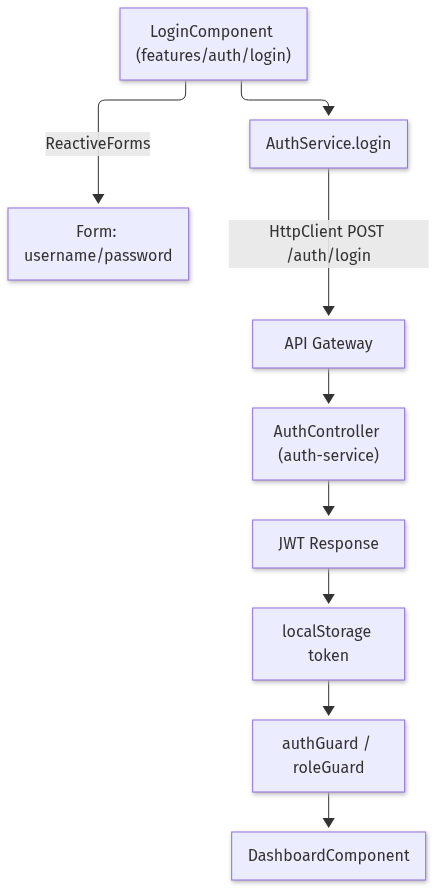 LoginComponent
(features/auth/login)
ReactiveForms
AuthService.login
Form:
username/password
HttpClient POST
/auth/login
API Gateway
AuthController
(auth-service)
JWT Response
localStorage
token
authGuard /
roleGuard
DashboardComponent